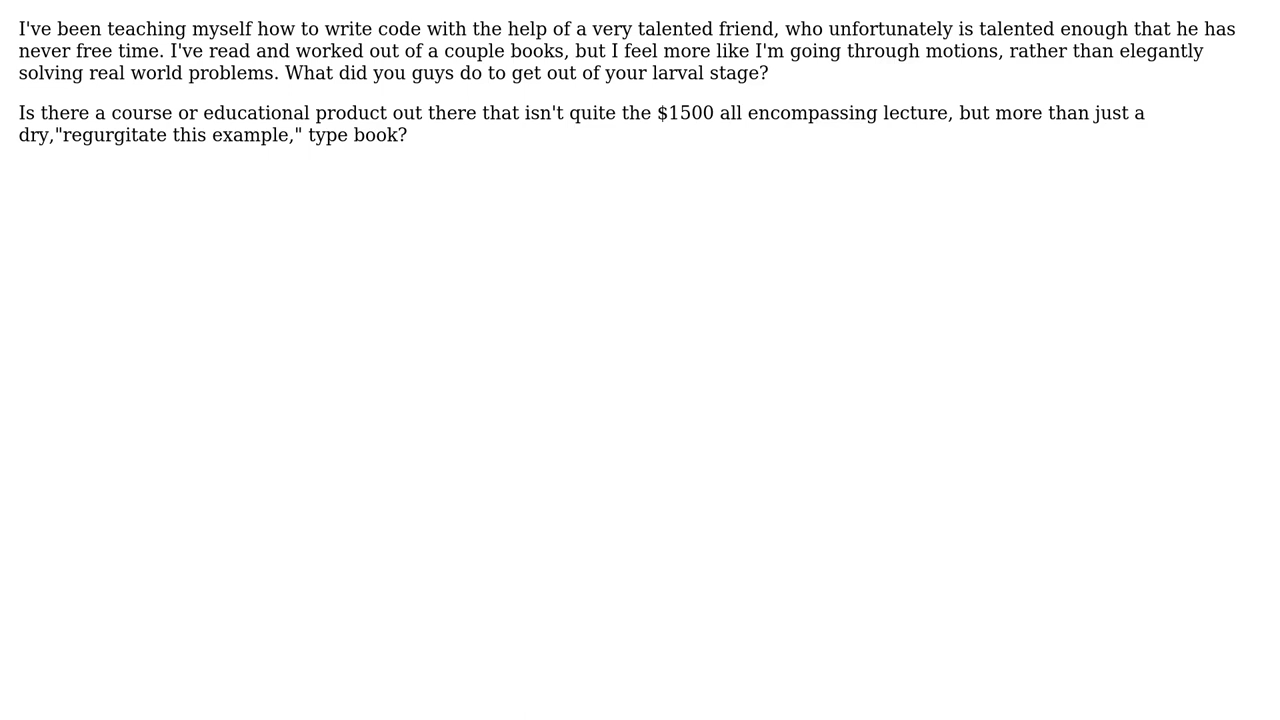 I've been teaching myself how to write code with the help of a very talented friend, who unfortunately is talented enough that he has
never free time. I've read and worked out of a couple books, but I feel more like I'm going through motions, rather than elegantly
solving real world problems. What did you guys do to get out of your larval stage?
Is there a course or educational product out there that isn't quite the $1500 all encompassing lecture, but more than just a
dry,"regurgitate this example," type book?